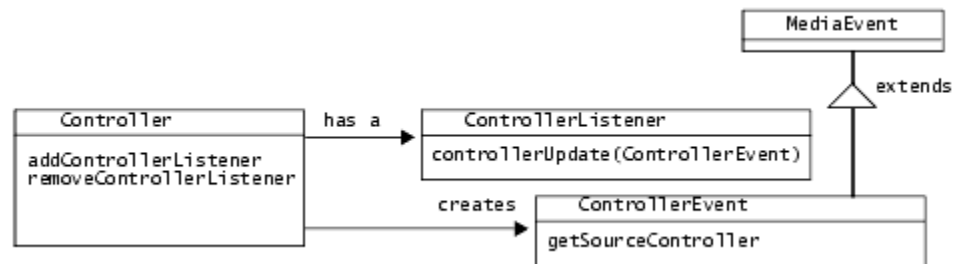 MediaEvent
extends
Controller
has a
ControllerListener
addControllerListener
removeControllerListener
controllerUpdate(ControllerEvent)
creates
ControllerEvent
getSourceController